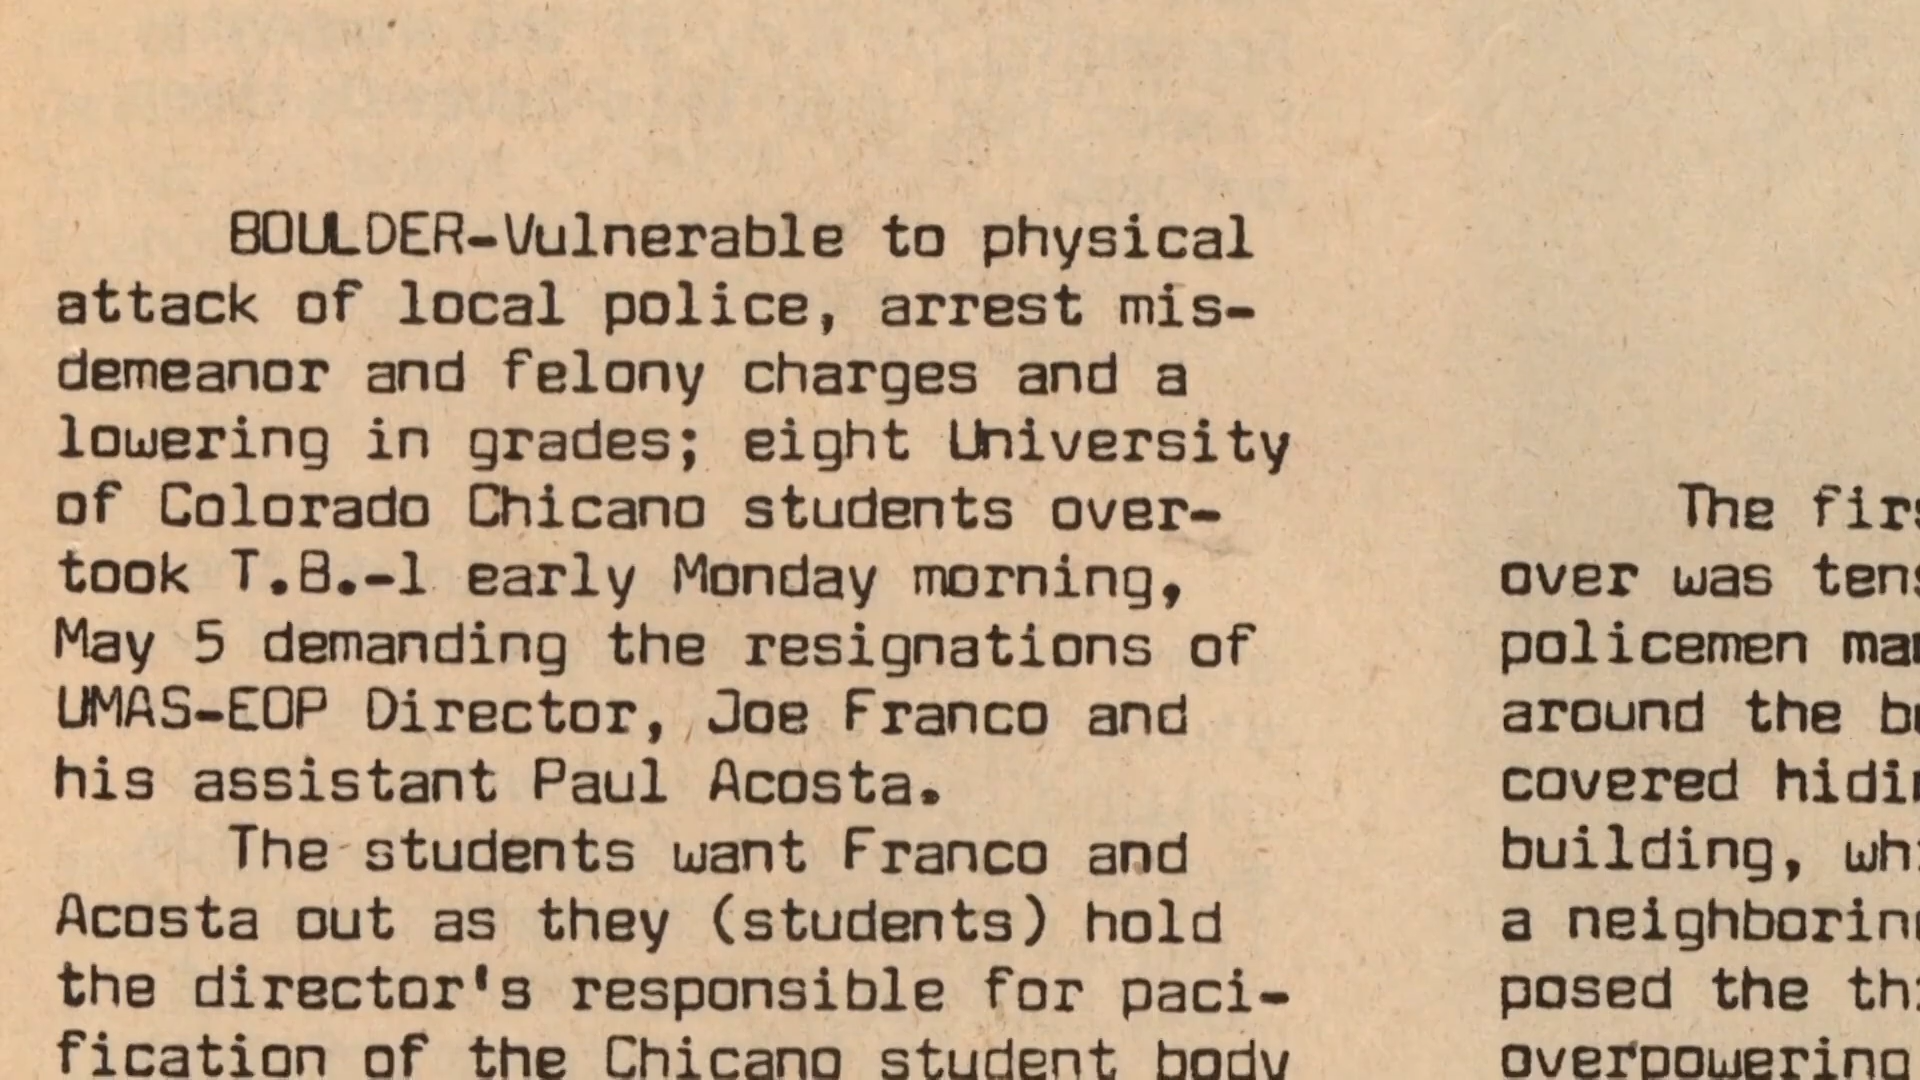 BOULDER-Vulnerable to physical
attack of local police, arrest mis-
demeanor and felony charges and a
lowering in grades; eight University
of Colorado Chicano students over-
took T.B.-1 early Monday morning,
May 5 demanding the resignations of
UMAS-EOP Director, Joe Franco and
his assistant Paul Acosta.
The students want Franco and
Acosta out as they (students) hold
the director's responsible for paci-
fication of the Chicano student body
The
over was
policemen
around the
covered
building,
a
posed the
overpowering